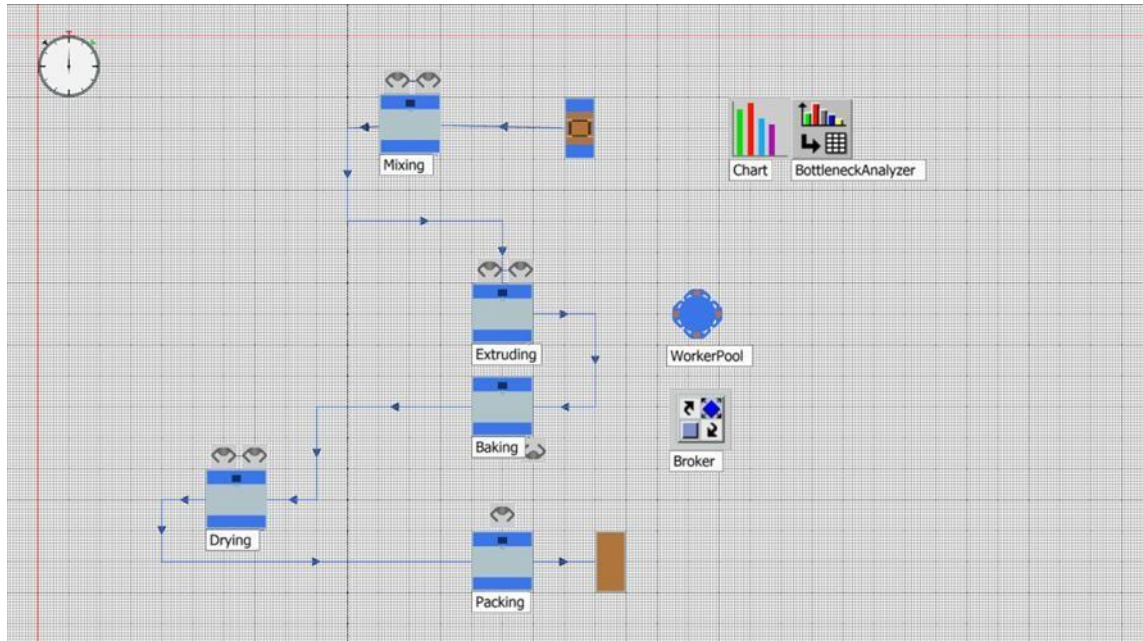 Mixing
Chart
BottleneckAnalyzer
Extruding
WorkerPool
Baking
Broker
Drying
Packing